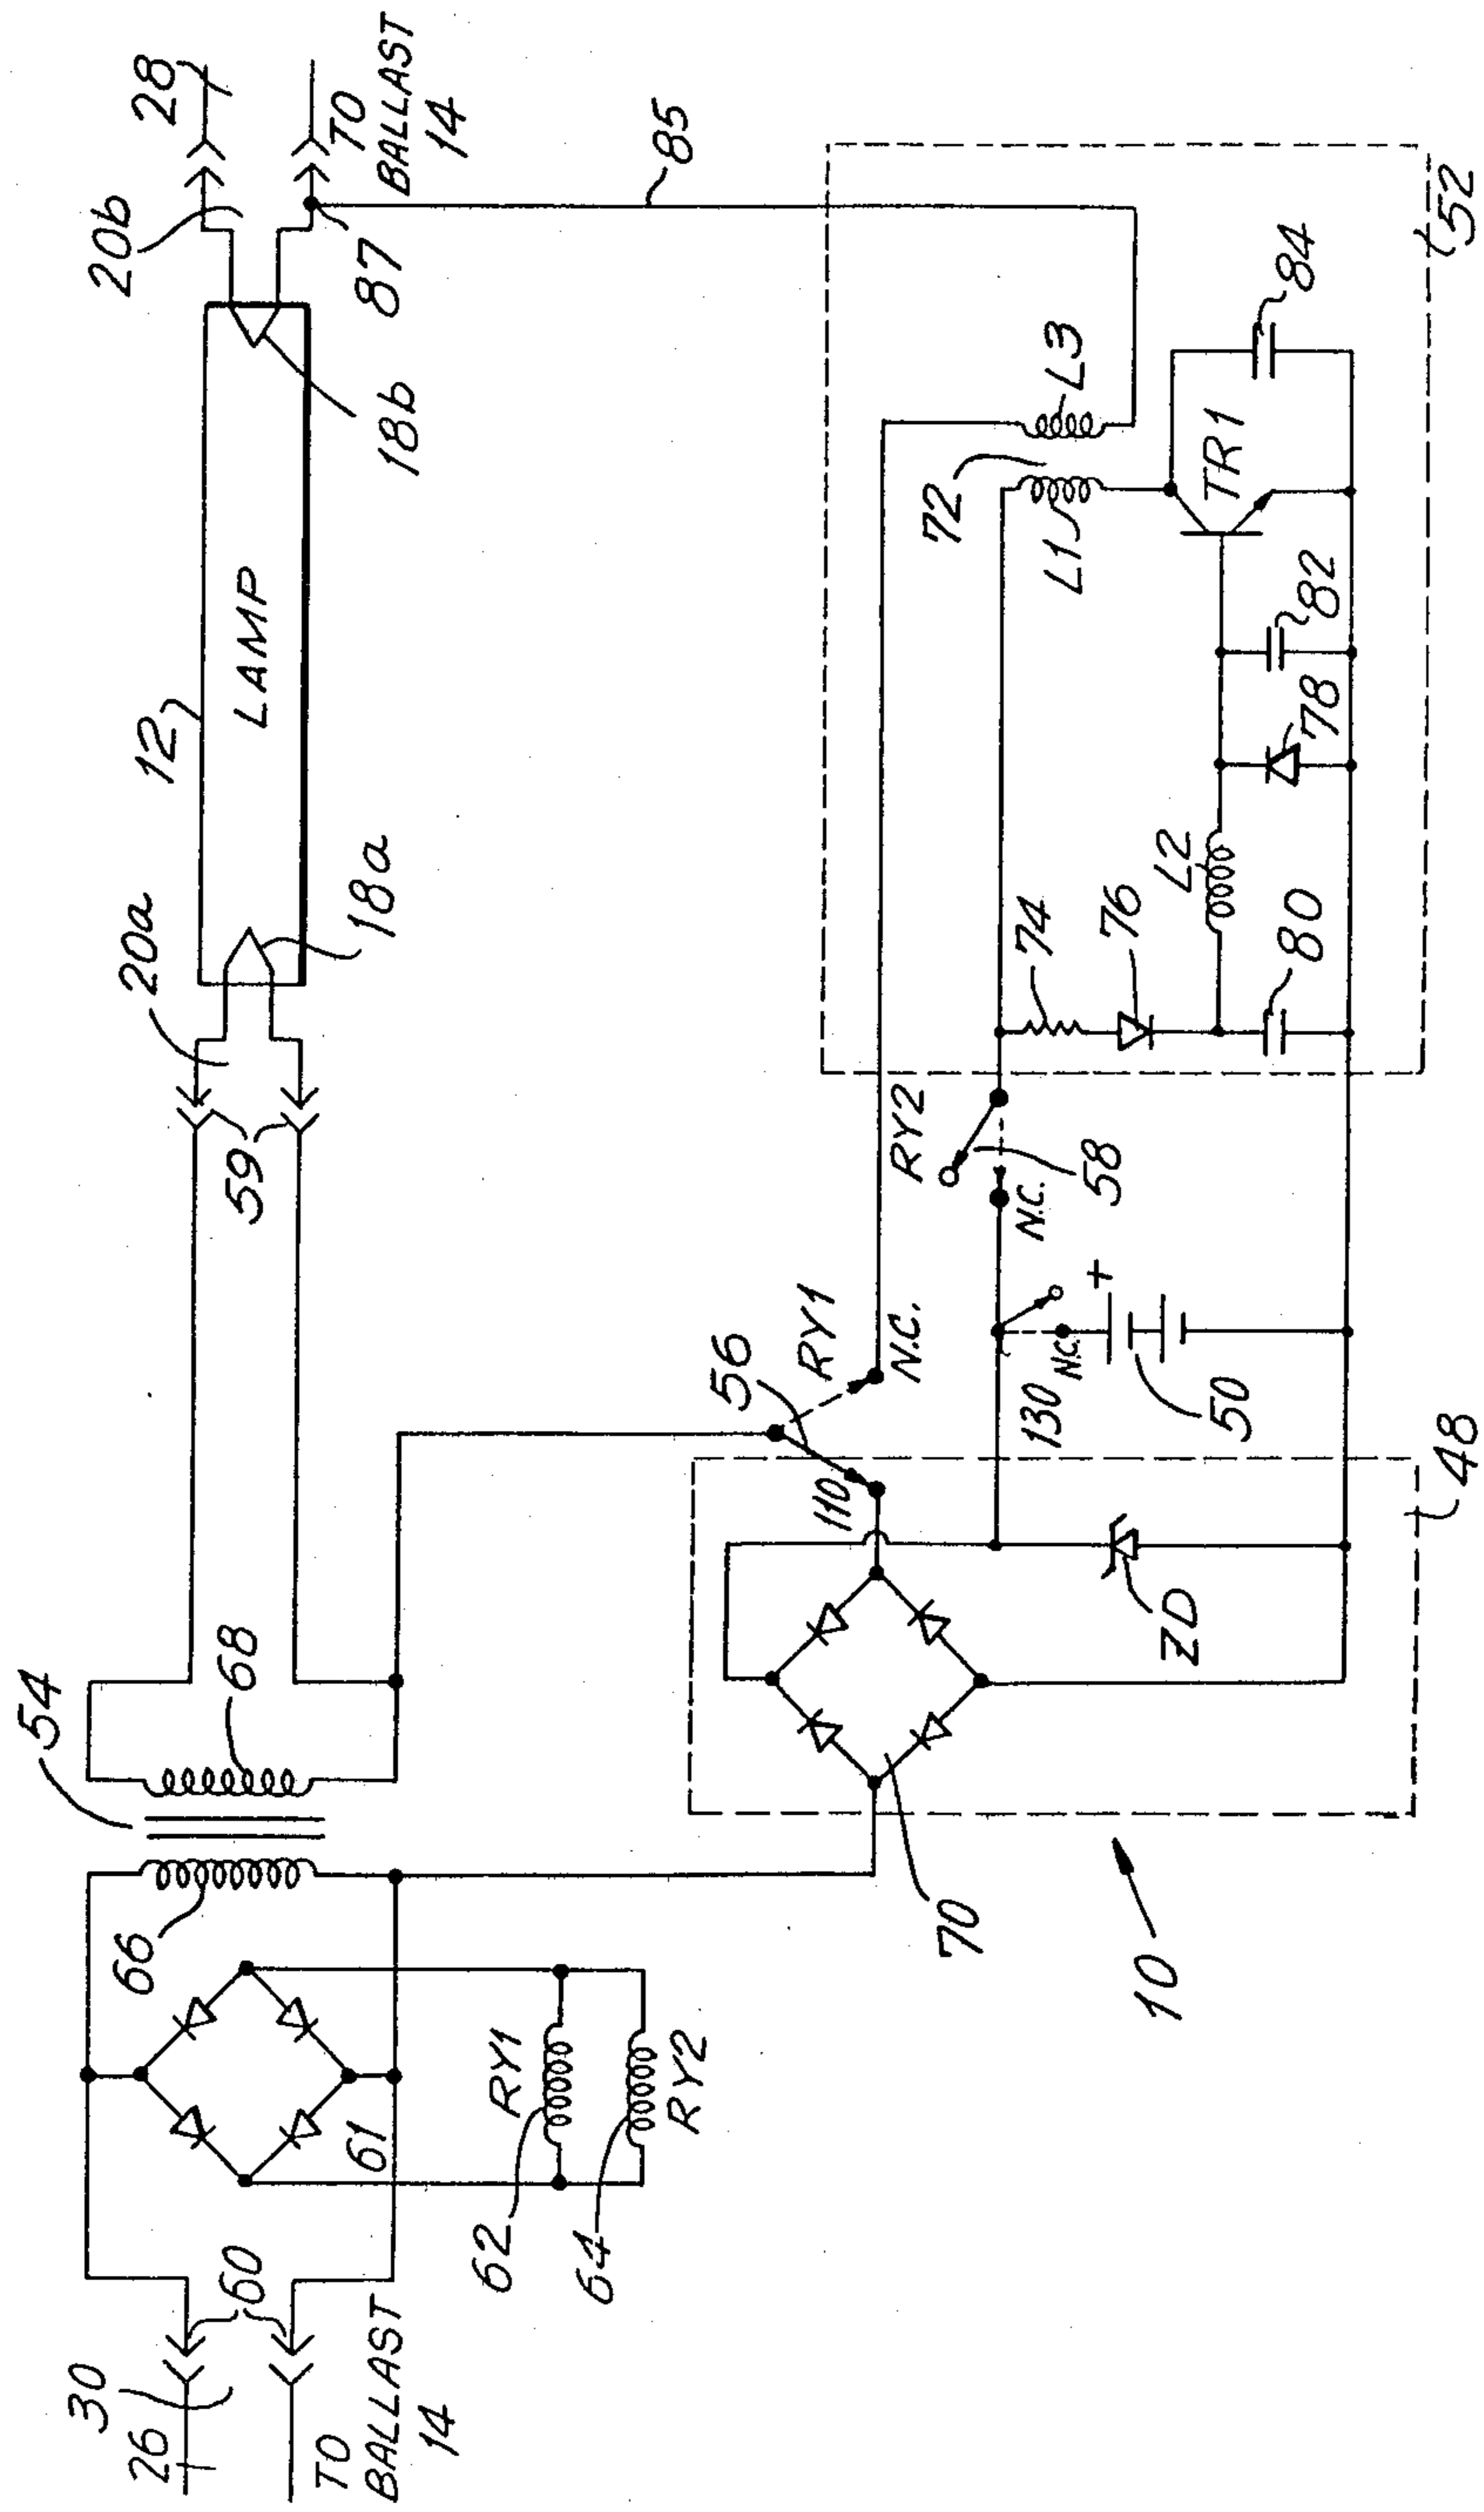 30
26
TO
BALLAST
14
60
61
62
RY1
64
RY2
66
54
68
59
20a
18a
12
LAMP
18b
20b
28
87
TO
BALLAST
14
85
10
70
48
ZD
110
56
RY1
N.C.
130
N.C.
50
+
RY2
N.C.
58
74
76
80
L2
78
82
72
L1
L3
TR1
84
52